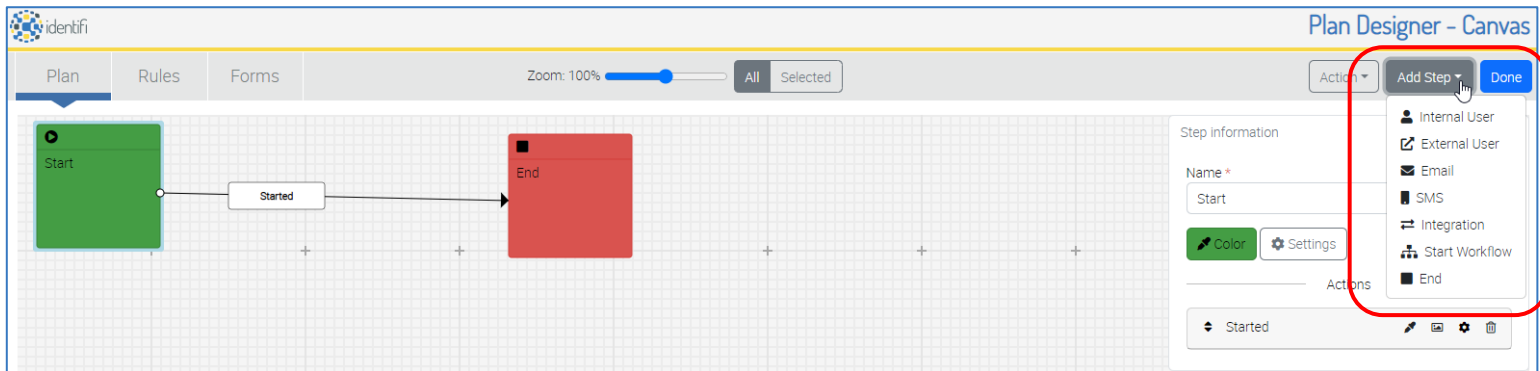 identifi
Plan Designer - Canvas
Plan Rules Forms Zoom: 100% All Selected Action Add Step Done
Start
End
Started
Step information
Name *
Start
Color Settings
Actions
Started
Internal User
External User
Email
SMS
Integration
Start Workflow
End